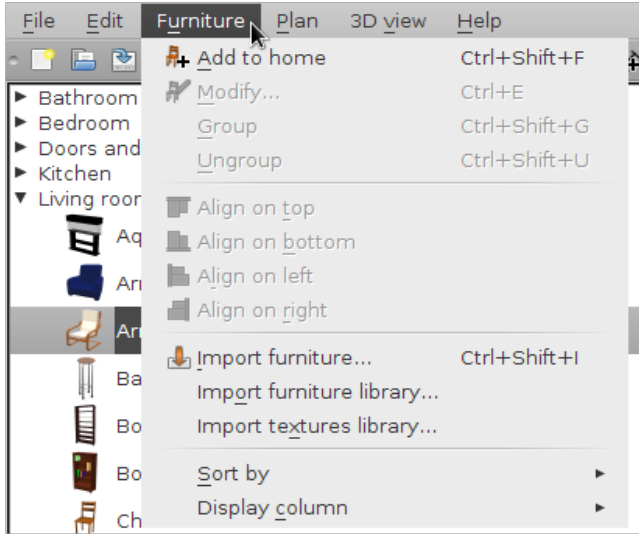 File Edit Furniture Plan 3D view Help
Add to home Ctrl+Shift+F
Modify... Ctrl+E
Group Ctrl+Shift+G
Ungroup Ctrl+Shift+U
Align on top
Align on bottom
Align on left
Align on right
Import furniture... Ctrl+Shift+I
Import furniture library...
Import textures library...
Sort by
Display column
Bathroom
Bedroom
Doors and
Kitchen
Living room
Aq
Ar
Ar
Ba
Bo
Bo
Ch